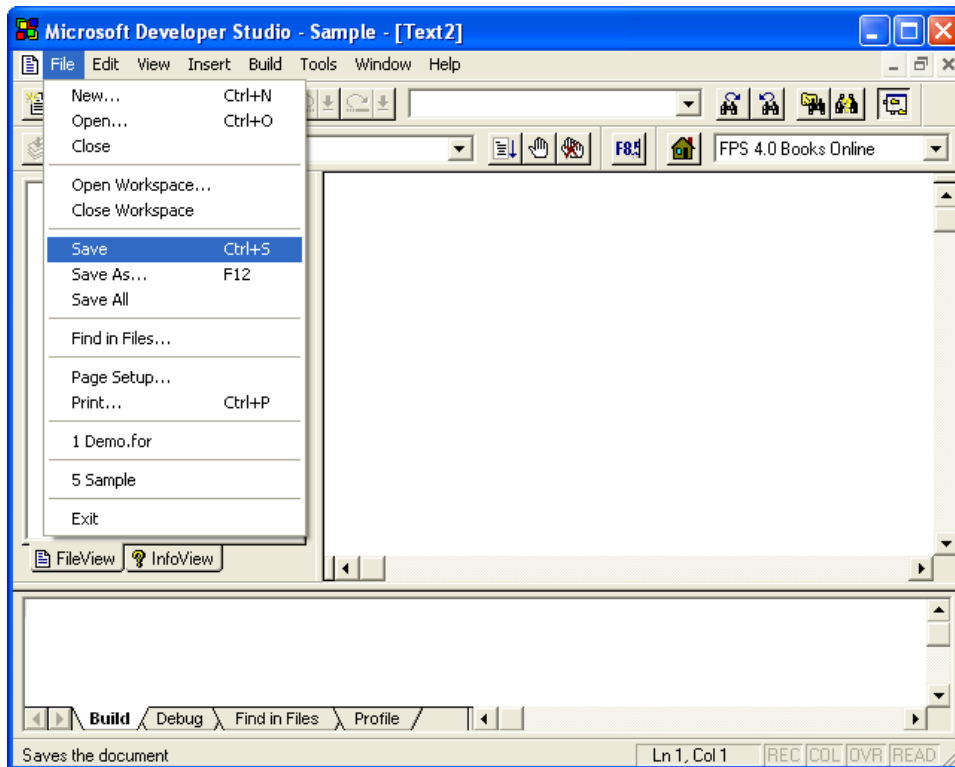 Microsoft Developer Studio - Sample - [Text2]
File Edit View Insert Build Tools Window Help
New... Ctrl+N
Open... Ctrl+O
Close
FPS 4.0 Books Online
Open Workspace...
Close Workspace
Save Ctrl+S
Save As... F12
Save All
Find in Files...
Page Setup...
Print... Ctrl+P
1 Demo.for
5 Sample
Exit
FileView InfoView
Build Debug Find in Files Profile
Saves the document Ln 1, Col 1 REC COL OVR READ